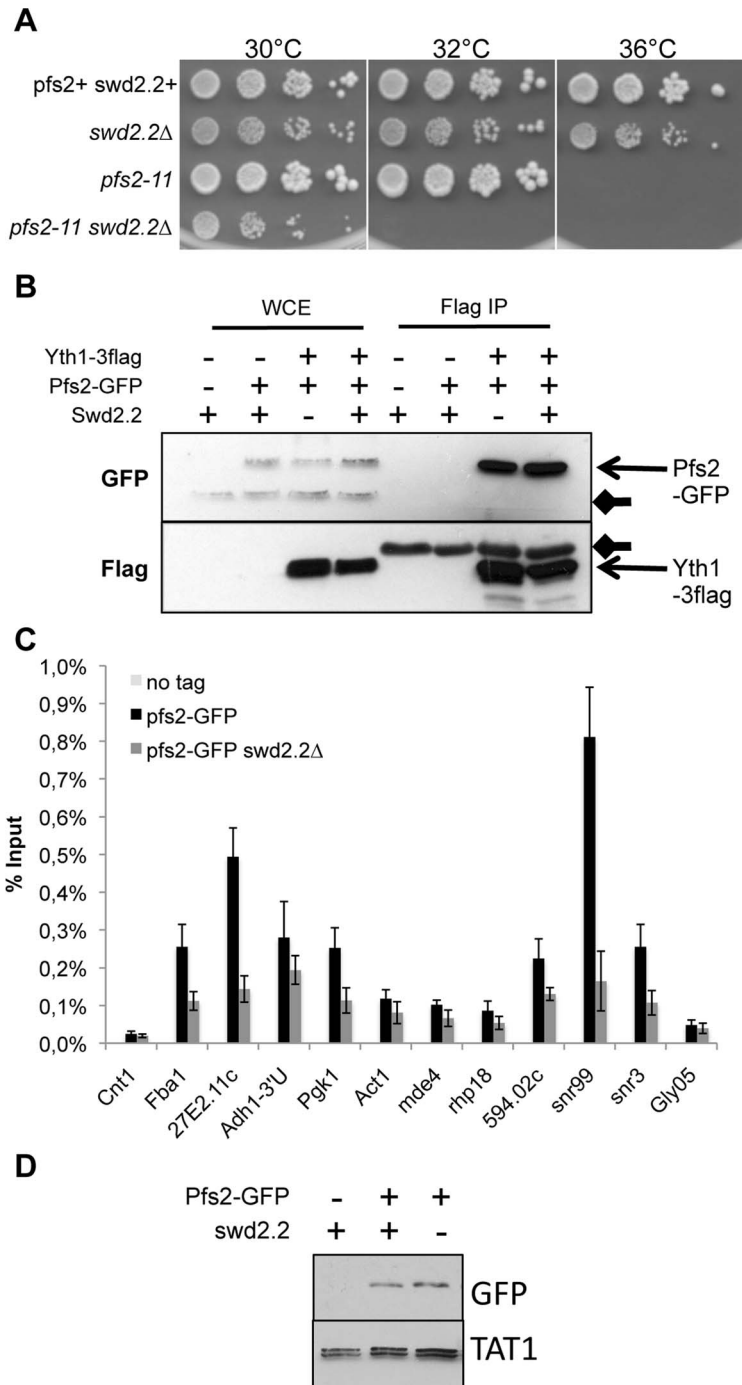 A
30°C 32°C 36°C
pfs2+ swd2.2+
swd2.2Δ
pfs2-11
pfs2-11 swd2.2Δ
B
WCE Flag IP
Yth1-3flag - - + + - - + +
Pfs2-GFP - + + + - + + +
Swd2.2 + + - + + + - +
GFP
Pfs2
-GFP
Flag
Yth1
-3flag
C
1,0%
0,9%
0,8%
0,7%
0,6%
0,5%
0,4%
0,3%
0,2%
0,1%
0,0%
% Input
no tag
pfs2-GFP
pfs2-GFP swd2.2Δ
Cnt1
Fba1
27E2.11c
Adh1-3'U
Pgk1
Act1
mde4
rhp18
594.02c
snr99
snr3
Gly05
D
Pfs2-GFP - + +
swd2.2 + + -
GFP
TAT1